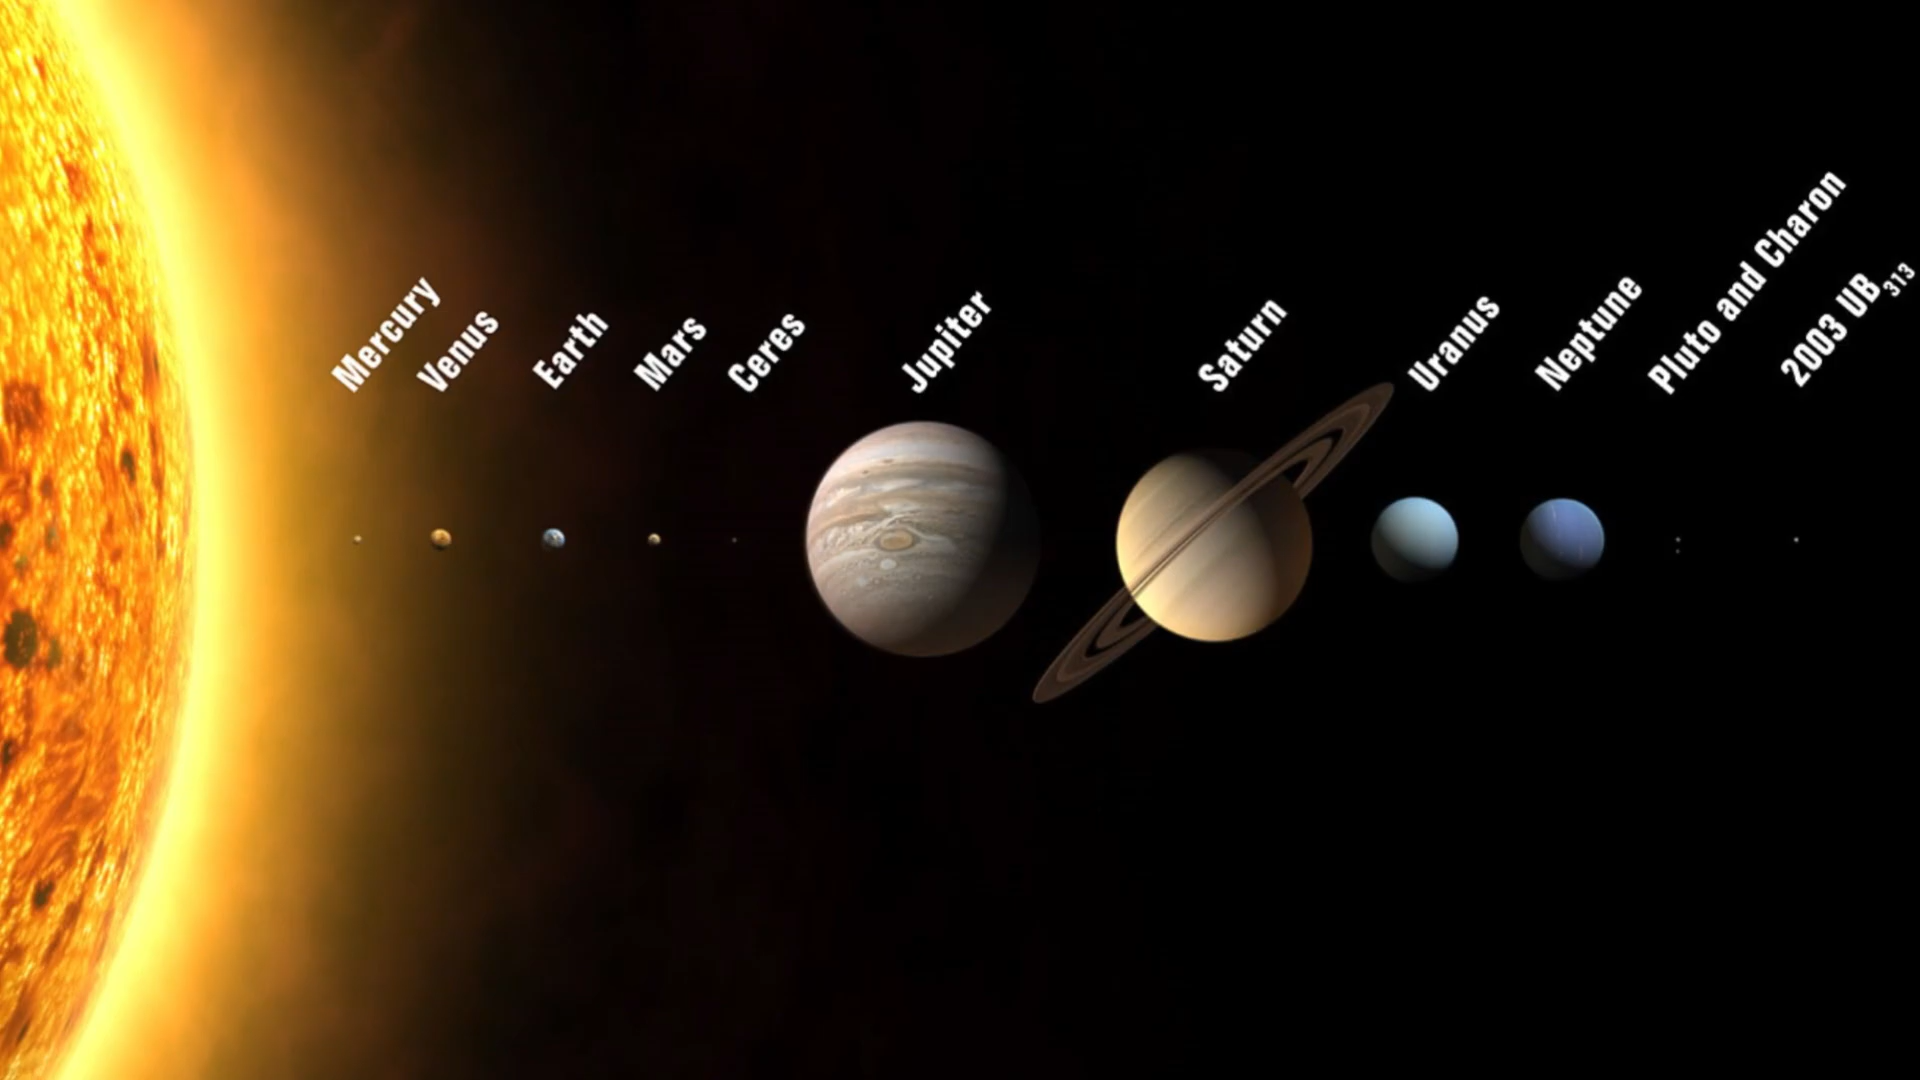 Mercury
Venus
Earth
Mars
Ceres
Jupiter
Saturn
Uranus
Neptune
Pluto and Charon
2003 UB₃₁₃